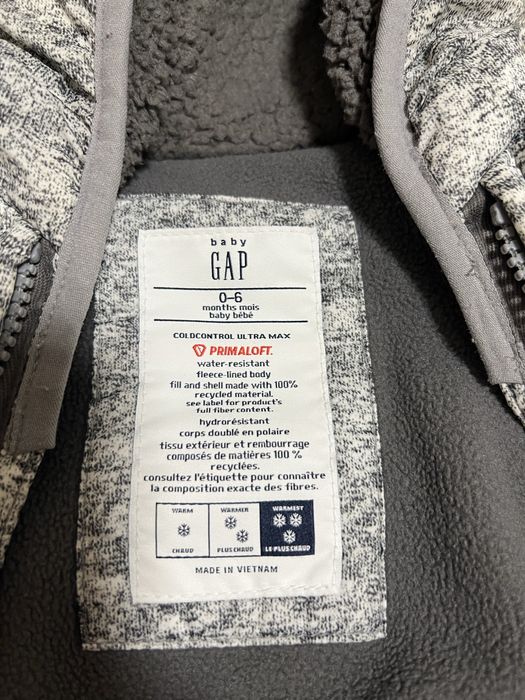 baby
GAP
0–6
months mois
baby bébé
COLDCONTROL ULTRA MAX
PRIMALOFT.
water-resistant
fleece-lined body
fill and shell made with 100%
recycled material.
see label for product's
full fiber content.
hydrorésistant
corps doublé en polaire
tissu extérieur et rembourrage
composés de matières 100 %
recyclées.
consultez l'étiquette pour connaître
la composition exacte des fibres.
WARM WARMER WARMEST
CHAUD PLUS CHAUD LE PLUS CHAUD
MADE IN VIETNAM